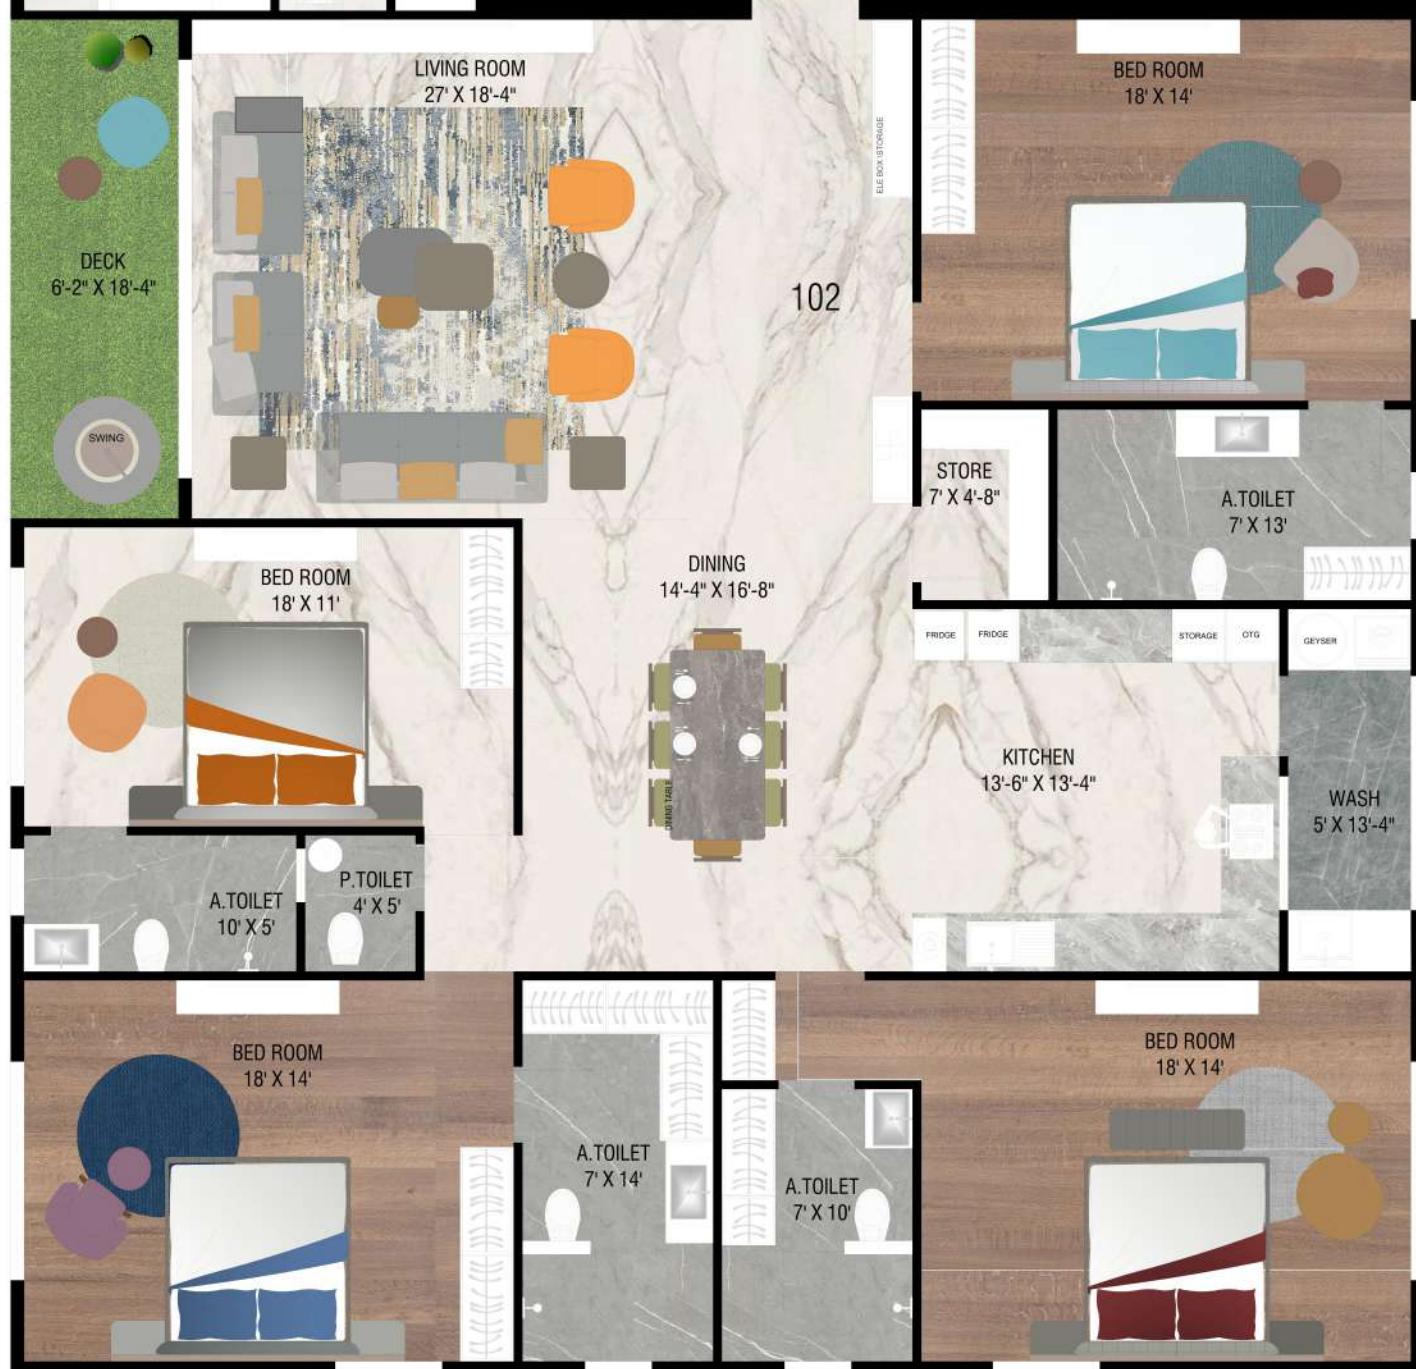 LIVING ROOM
27' X 18'-4"
BED ROOM
18' X 14'
ELE BOX \STORAGE
DECK
6'-2" X 18'-4"
102
SWING
STORE
7' X 4'-8"
A.TOILET
7' X 13'
DINING
14'-4" X 16'-8"
BED ROOM
18' X 11'
FRIDGE
FRIDGE
STORAGE
OTG
GEYSER
KITCHEN
13'-6" X 13'-4"
DINING TABLE
WASH
5' X 13'-4"
P.TOILET
4' X 5'
A.TOILET
10' X 5'
BED ROOM
18' X 14'
BED ROOM
18' X 14'
A.TOILET
7' X 14'
A.TOILET
7' X 10'